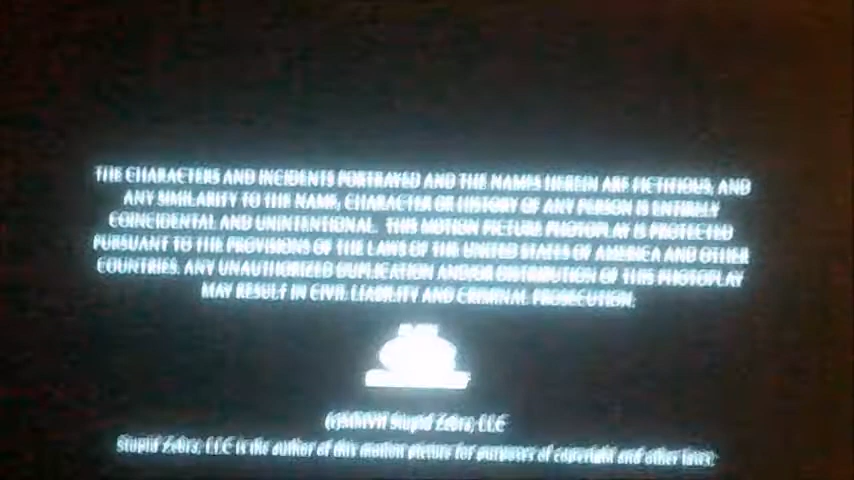 THE CHARACTERS AND INCIDENTS PORTRAYED AND THE NAMES HEREIN ARE FICTITIOUS, AND
ANY SIMILARITY TO THE NAME, CHARACTER OR HISTORY OF ANY PERSON IS ENTIRELY
COINCIDENTAL AND UNINTENTIONAL. THIS MOTION PICTURE PHOTOPLAY IS PROTECTED
PURSUANT TO THE PROVISIONS OF THE LAWS OF THE UNITED STATES OF AMERICA AND OTHER
COUNTRIES. ANY UNAUTHORIZED DUPLICATION AND/OR DISTRIBUTION OF THIS PHOTOPLAY
MAY RESULT IN CIVIL LIABILITY AND CRIMINAL PROSECUTION.
(c)MMVII Stupid Zebra, LLC
Stupid Zebra, LLC is the author of this motion picture for purposes of copyright and other laws.